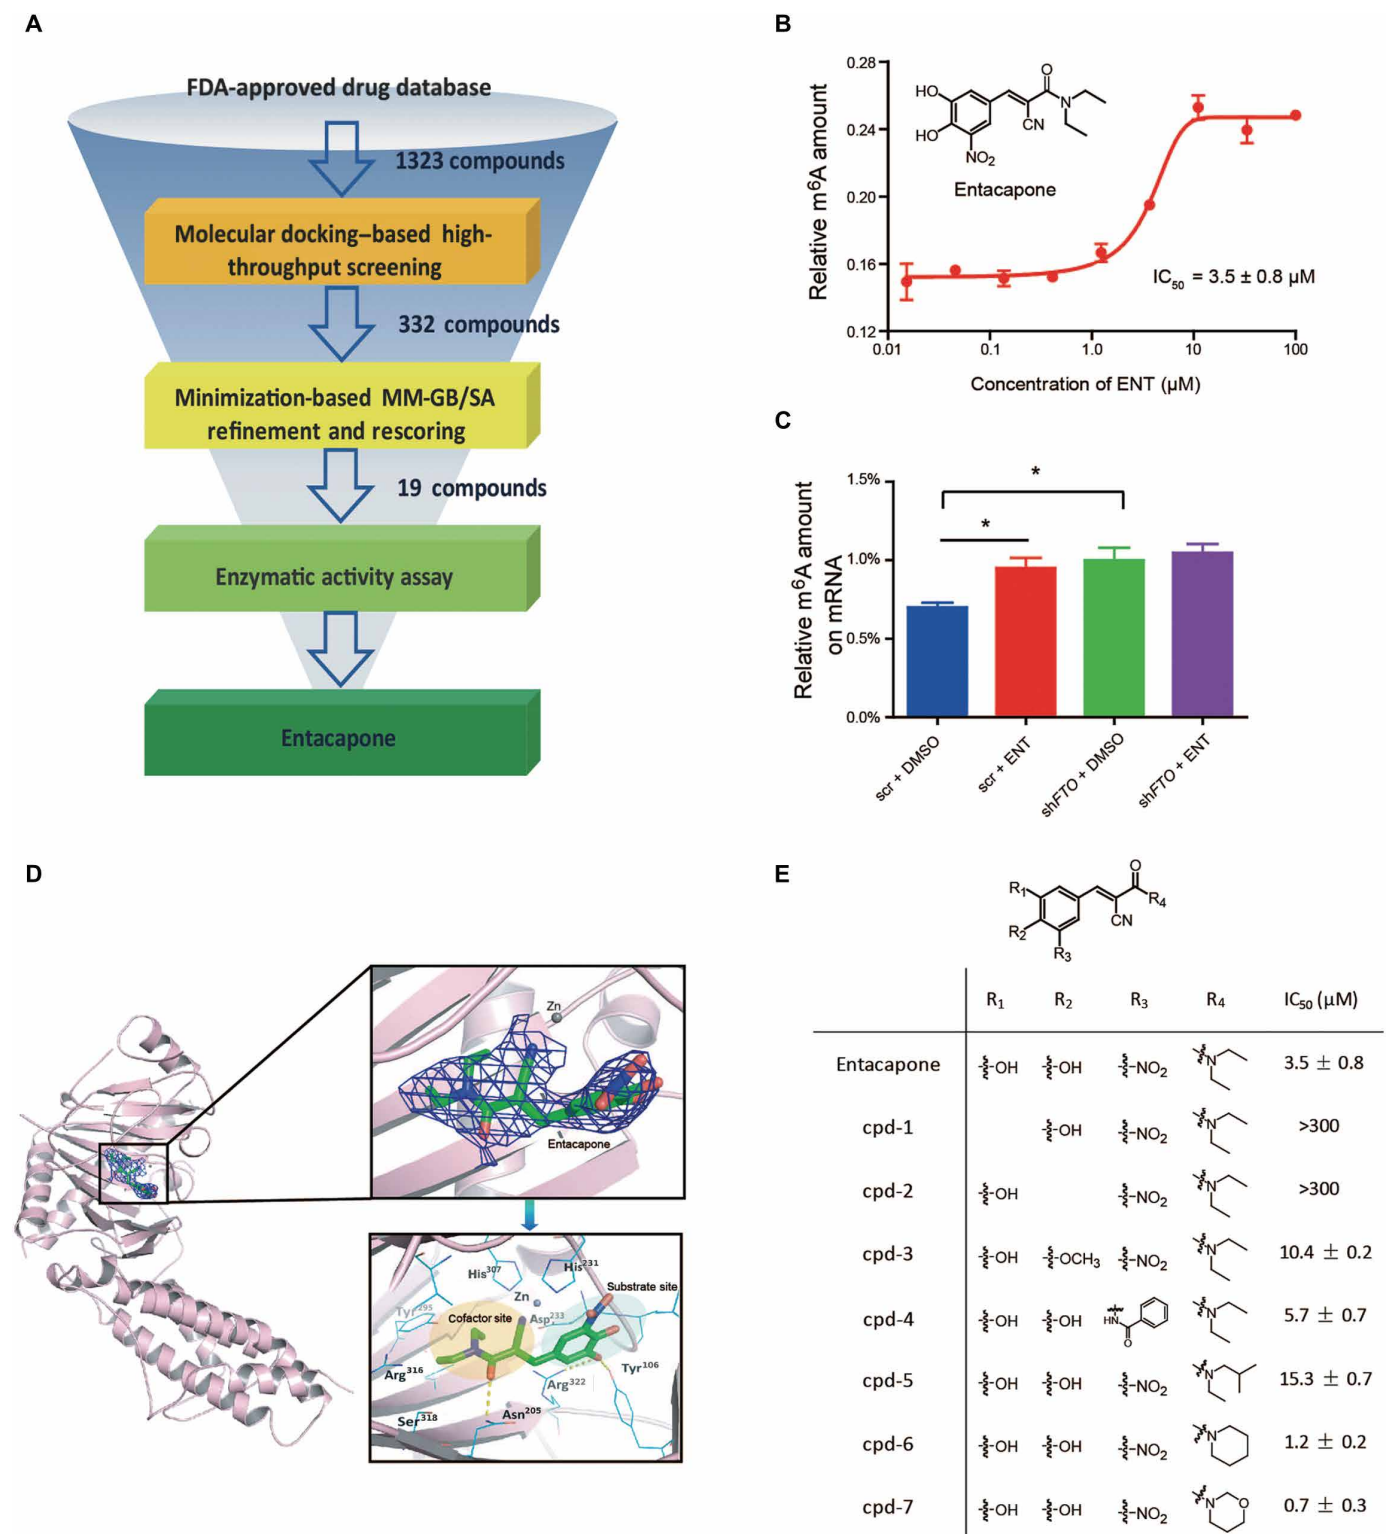 A
FDA-approved drug database
1323 compounds
Molecular docking–based high-
throughput screening
332 compounds
Minimization-based MM-GB/SA
refinement and rescoring
19 compounds
Enzymatic activity assay
Entacapone
B
Relative m⁶A amount
0.28
0.24
0.20
0.16
0.12
0.01
0.1
1.0
10
100
Concentration of ENT (µM)
HO
OH
NO₂
CN
O
N
Entacapone
IC₅₀ = 3.5 ± 0.8 µM
C
Relative m⁶A amount
on mRNA
1.5%
1.0%
0.5%
0.0%
*
*
scr + DMSO
scr + ENT
shFTO + DMSO
shFTO + ENT
D
Zn
Entacapone
His³⁰⁷
His²³¹
Zn
Substrate site
Tyr²⁹⁵
Cofactor site
Asp²³³
Arg³¹⁶
Arg³²²
Tyr¹⁰⁶
Ser³¹⁸
Asn²⁰⁵
E
O
R₁
R₄
R₂
CN
R₃
R₁ R₂ R₃ R₄ IC₅₀ (µM)
Entacapone OH OH NO₂ N 3.5 ± 0.8
cpd-1 OH NO₂ N >300
cpd-2 OH NO₂ N >300
cpd-3 OH OCH₃ NO₂ N 10.4 ± 0.2
cpd-4 OH OH HN O N 5.7 ± 0.7
cpd-5 OH OH NO₂ N 15.3 ± 0.7
cpd-6 OH OH NO₂ N 1.2 ± 0.2
cpd-7 OH OH NO₂ N O 0.7 ± 0.3